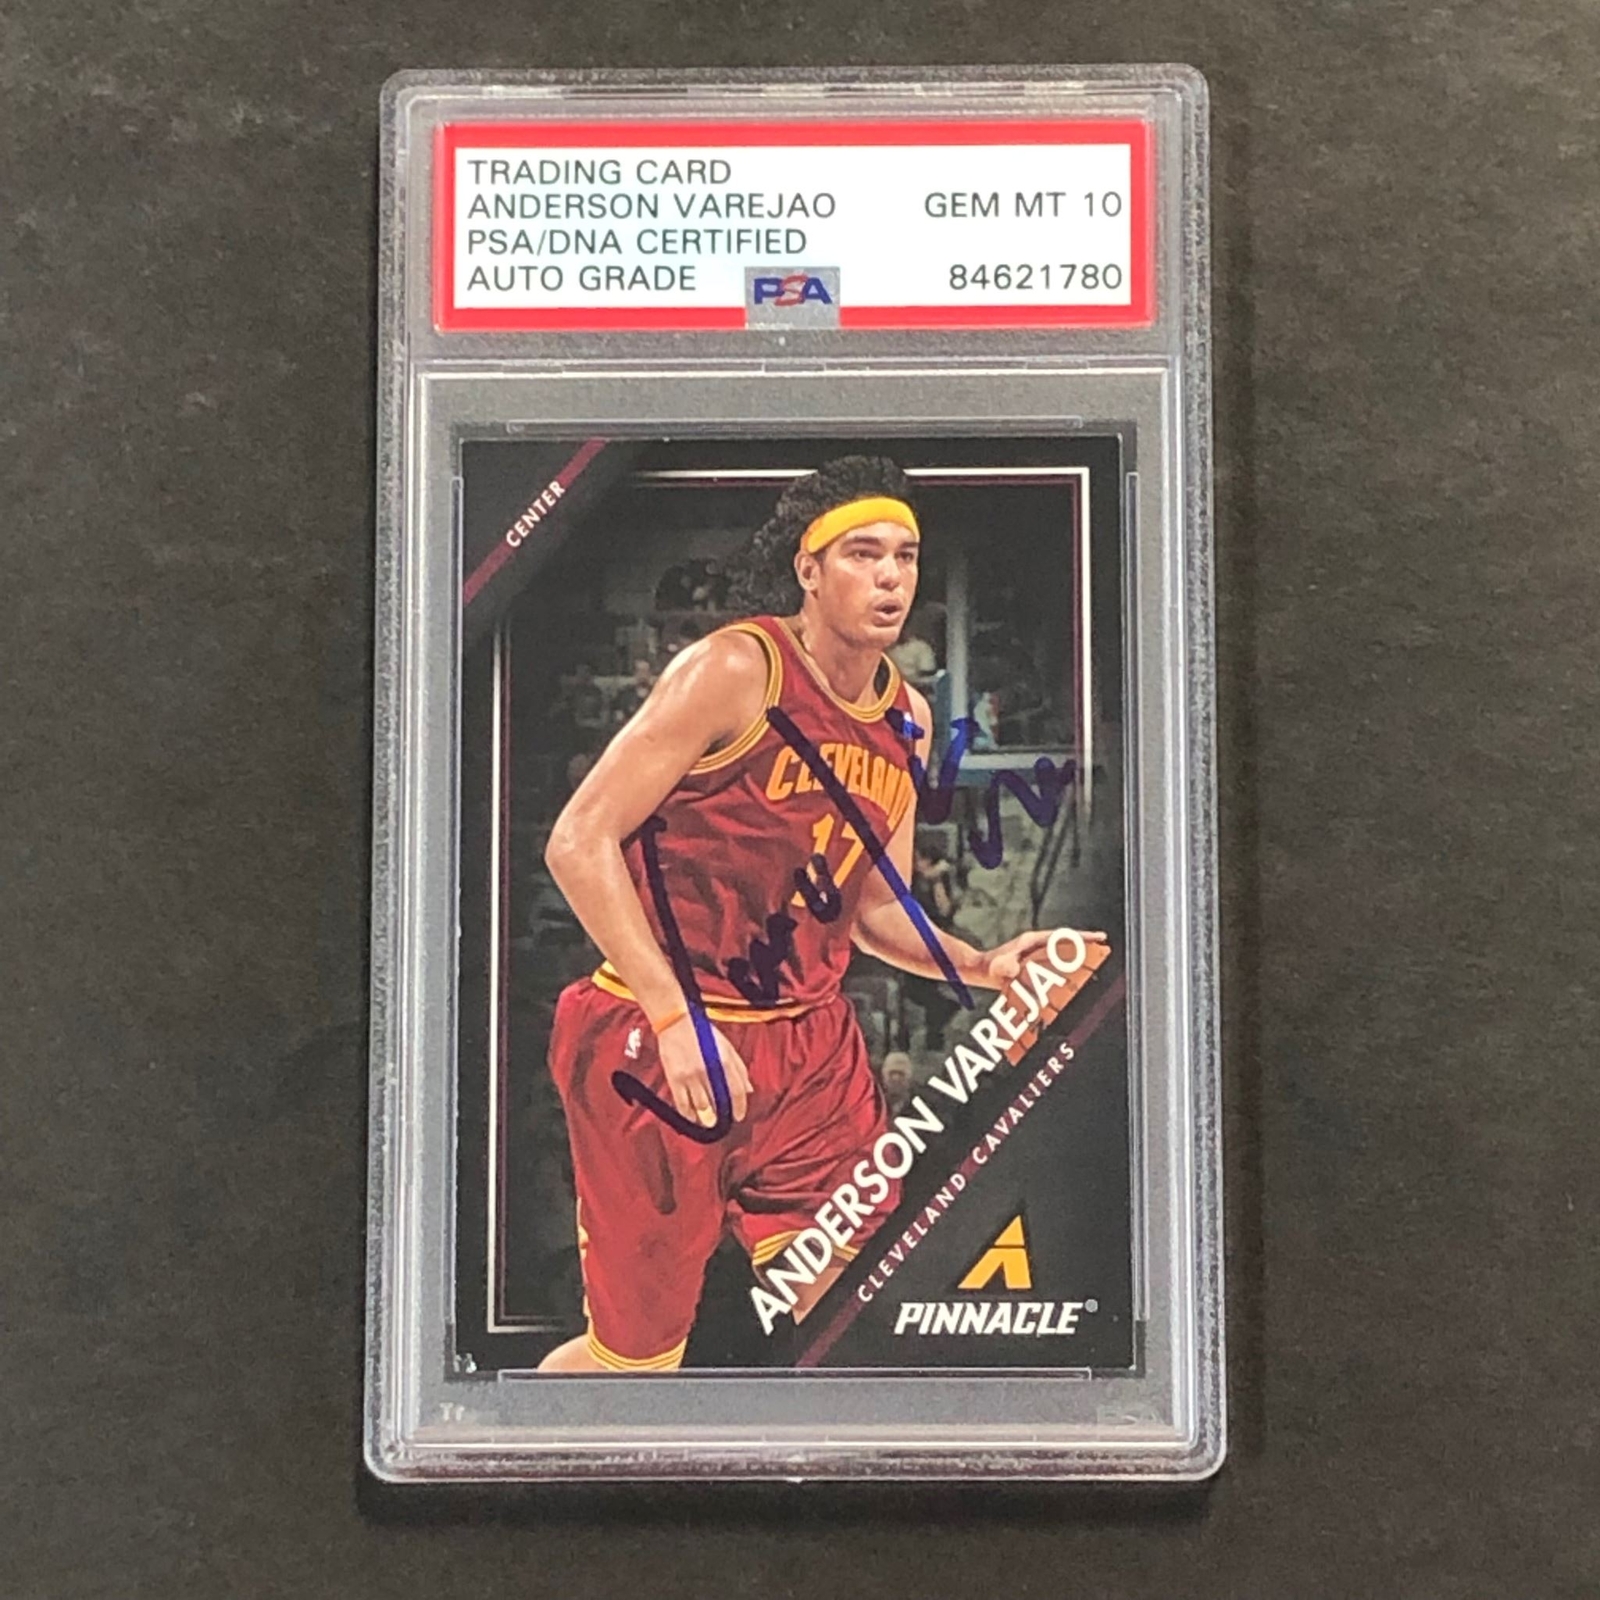 TRADING CARD
ANDERSON VAREJAO
GEM MT 10
PSA/DNA CERTIFIED
AUTO GRADE
PSA
84621780
CENTER
CLEVELAND
17
ANDERSON VAREJAO
CLEVELAND CAVALIERS
PINNACLE®